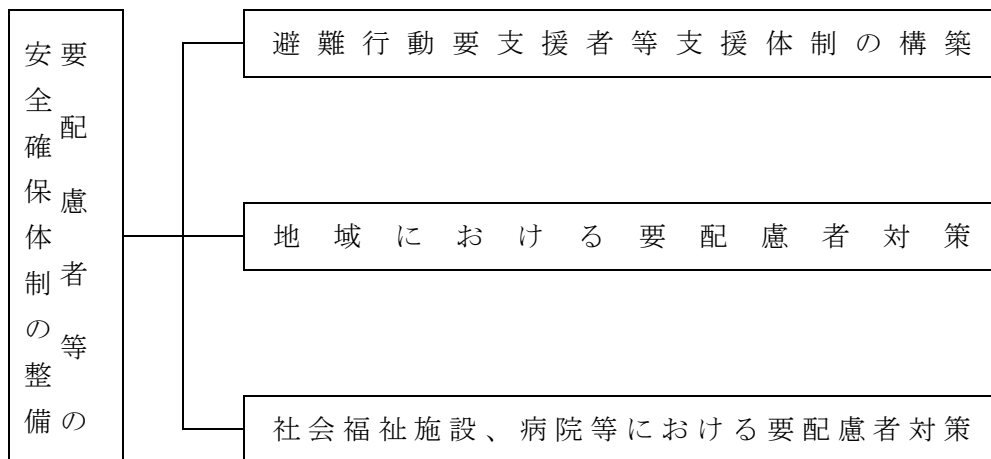 要配慮者等の
安全確保体制の整備
避難行動要支援者等支援体制の構築
地域における要配慮者対策
社会福祉施設、病院等における要配慮者対策